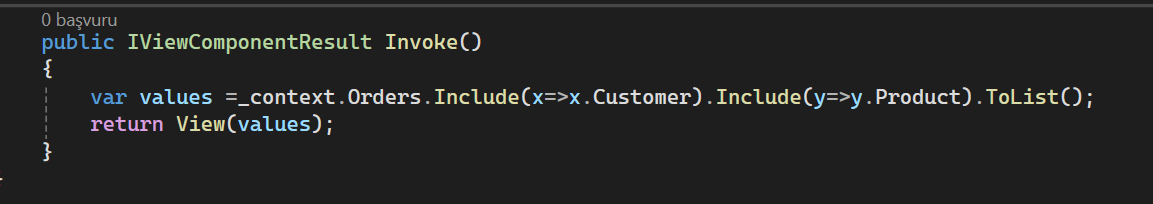 0 başvuru
public IViewComponentResult Invoke()
{
var values =_context.Orders.Include(x=>x.Customer).Include(y=>y.Product).ToList();
return View(values);
}